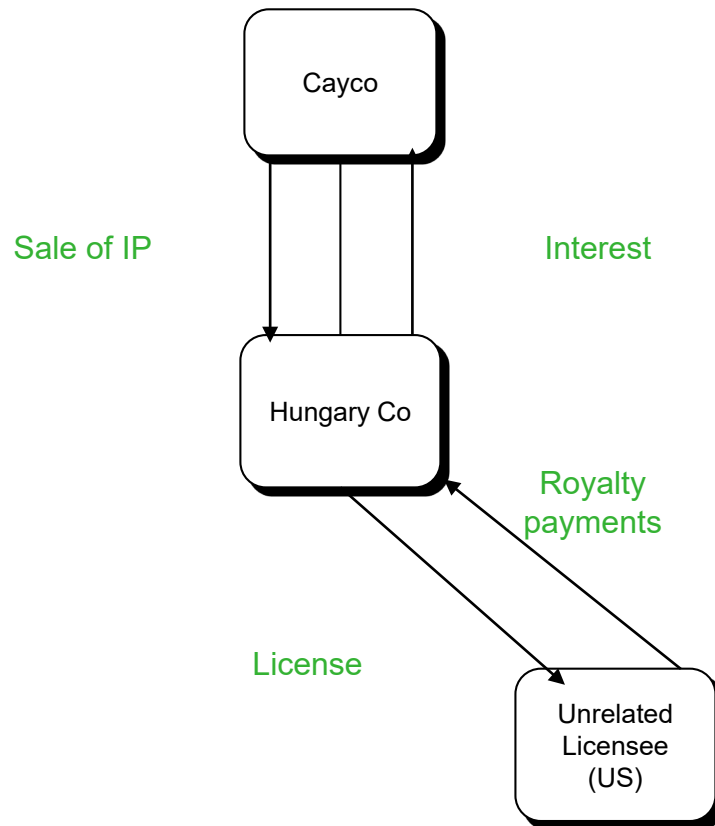 Cayco
Sale of IP
Interest
Hungary Co
Royalty
payments
License
Unrelated
Licensee
(US)